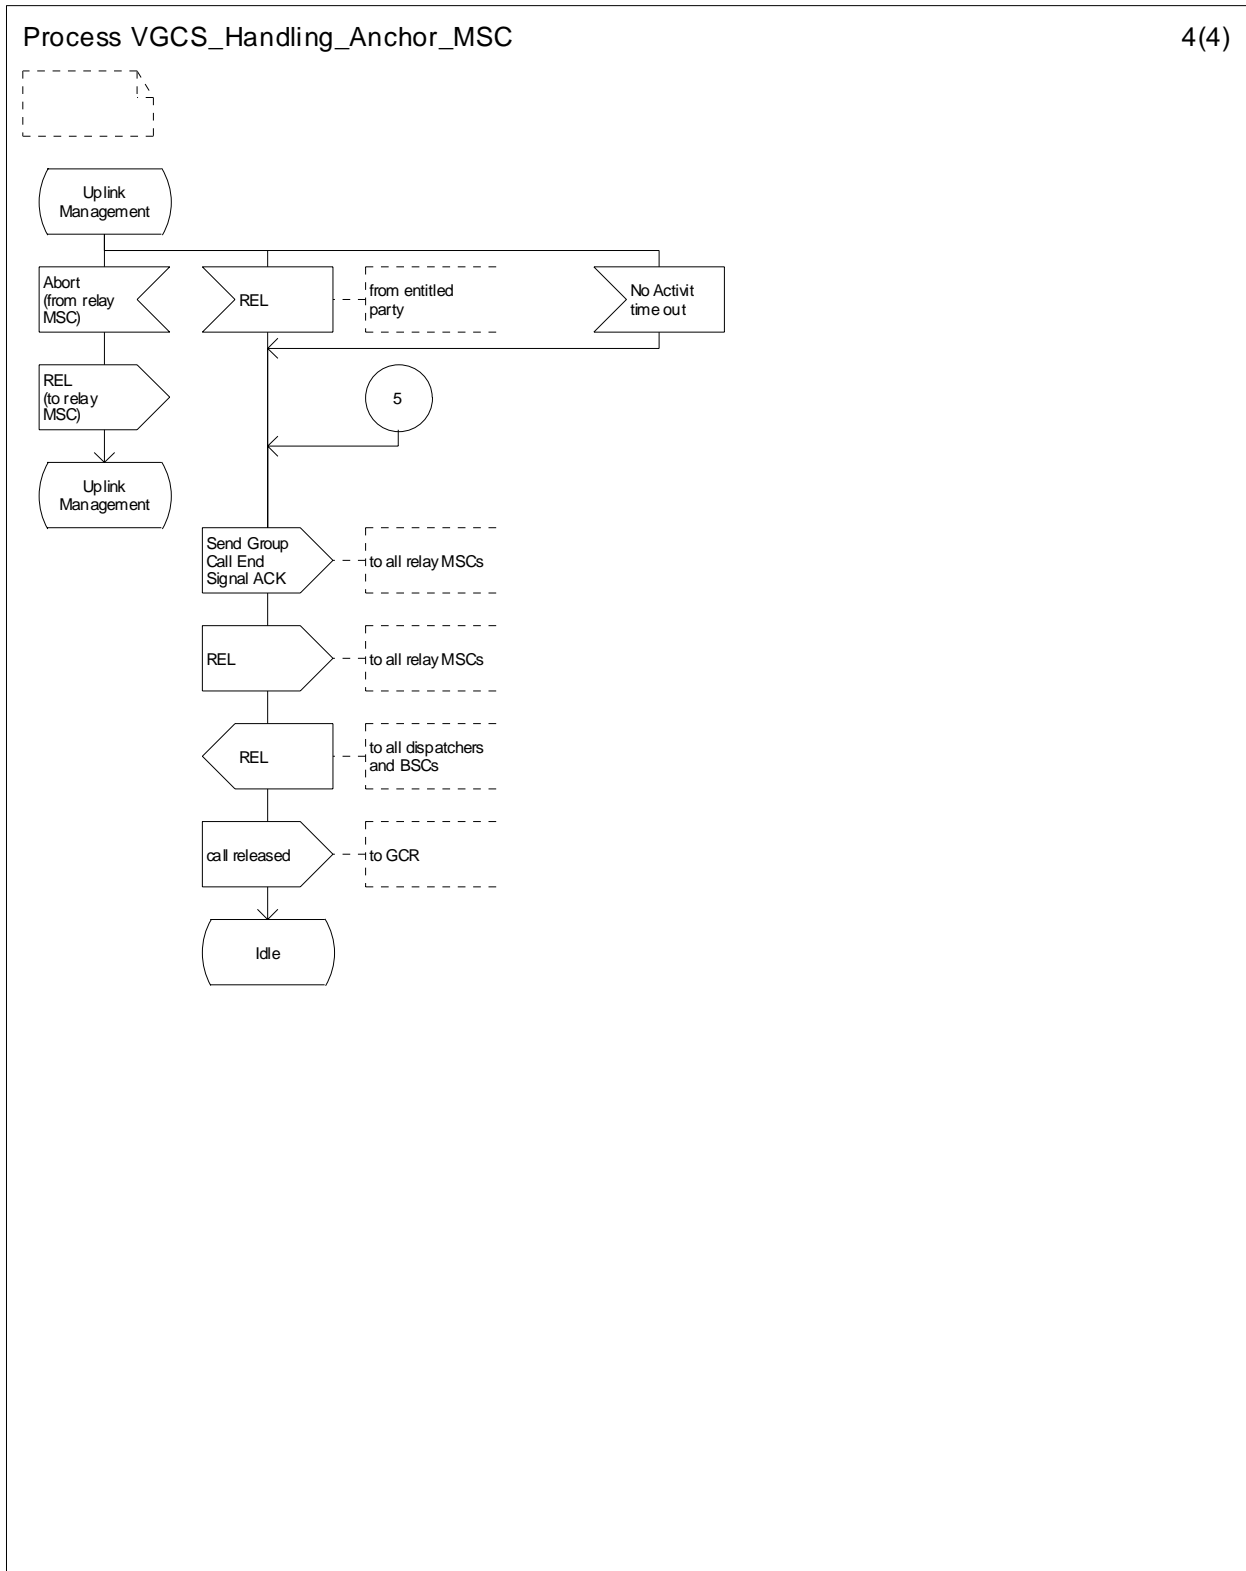 Process VGCS_Handling_Anchor_MSC
4(4)
Uplink
Management
Abort
(from relay
MSC)
REL
from entitled
party
No Activit
time out
REL
(to relay
MSC)
5
Uplink
Management
Send Group
Call End
Signal ACK
to all relay MSCs
REL
to all relay MSCs
REL
to all dispatchers
and BSCs
call released
to GCR
Idle